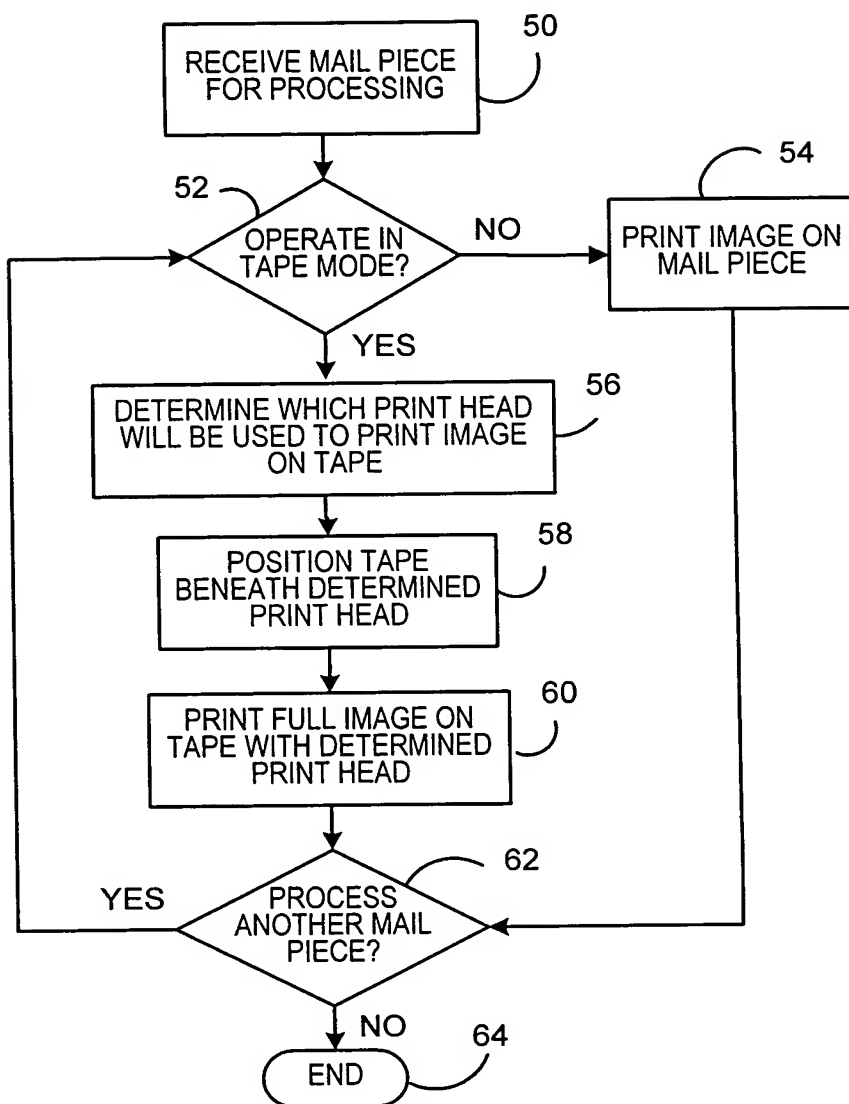 50
RECEIVE MAIL PIECE
FOR PROCESSING
52
OPERATE IN
TAPE MODE?
NO
54
PRINT IMAGE ON
MAIL PIECE
YES
56
DETERMINE WHICH PRINT HEAD
WILL BE USED TO PRINT IMAGE
ON TAPE
58
POSITION TAPE
BENEATH DETERMINED
PRINT HEAD
60
PRINT FULL IMAGE ON
TAPE WITH DETERMINED
PRINT HEAD
62
YES
PROCESS
ANOTHER MAIL
PIECE?
NO
64
END